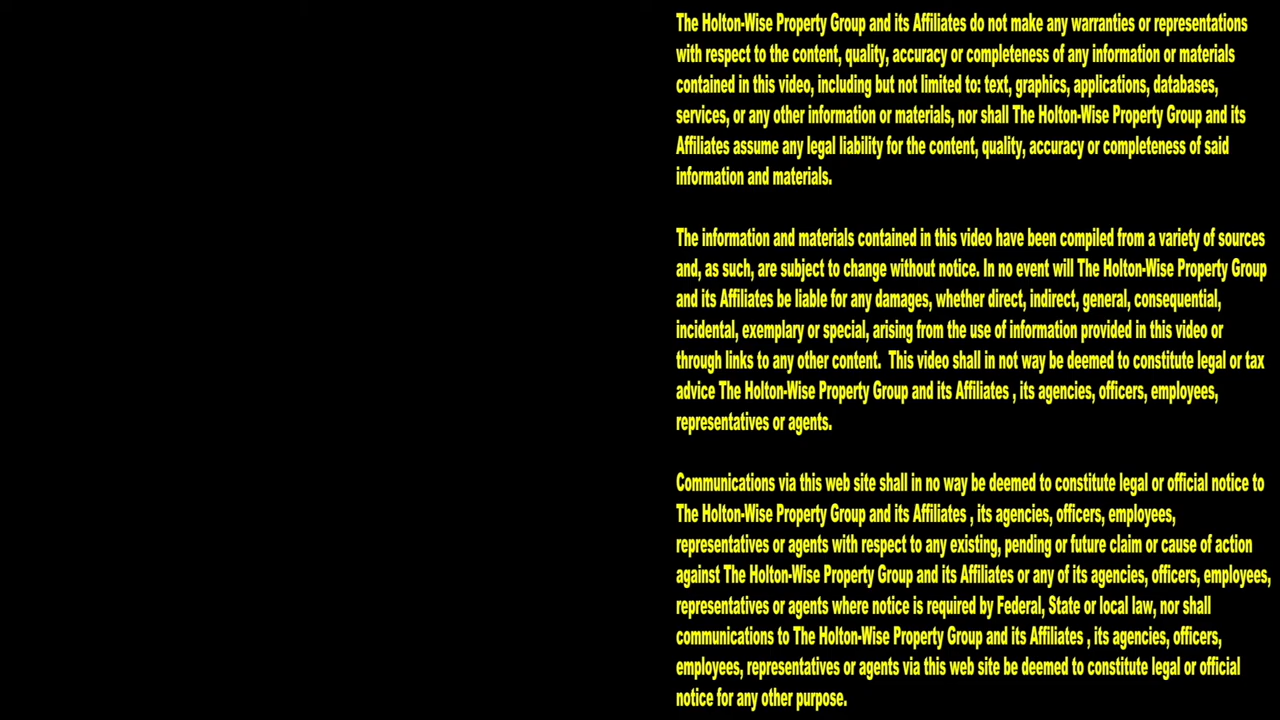 The Holton-Wise Property Group and its Affiliates do not make any warranties or representations
with respect to the content, quality, accuracy or completeness of any information or materials
contained in this video, including but not limited to: text, graphics, applications, databases,
services, or any other information or materials, nor shall The Holton-Wise Property Group and its
Affiliates assume any legal liability for the content, quality, accuracy or completeness of said
information and materials.
The information and materials contained in this video have been compiled from a variety of sources
and, as such, are subject to change without notice. In no event will The Holton-Wise Property Group
and its Affiliates be liable for any damages, whether direct, indirect, general, consequential,
incidental, exemplary or special, arising from the use of information provided in this video or
through links to any other content.  This video shall in not way be deemed to constitute legal or tax
advice The Holton-Wise Property Group and its Affiliates , its agencies, officers, employees,
representatives or agents.
Communications via this web site shall in no way be deemed to constitute legal or official notice to
The Holton-Wise Property Group and its Affiliates , its agencies, officers, employees,
representatives or agents with respect to any existing, pending or future claim or cause of action
against The Holton-Wise Property Group and its Affiliates or any of its agencies, officers, employees,
representatives or agents where notice is required by Federal, State or local law, nor shall
communications to The Holton-Wise Property Group and its Affiliates , its agencies, officers,
employees, representatives or agents via this web site be deemed to constitute legal or official
notice for any other purpose.